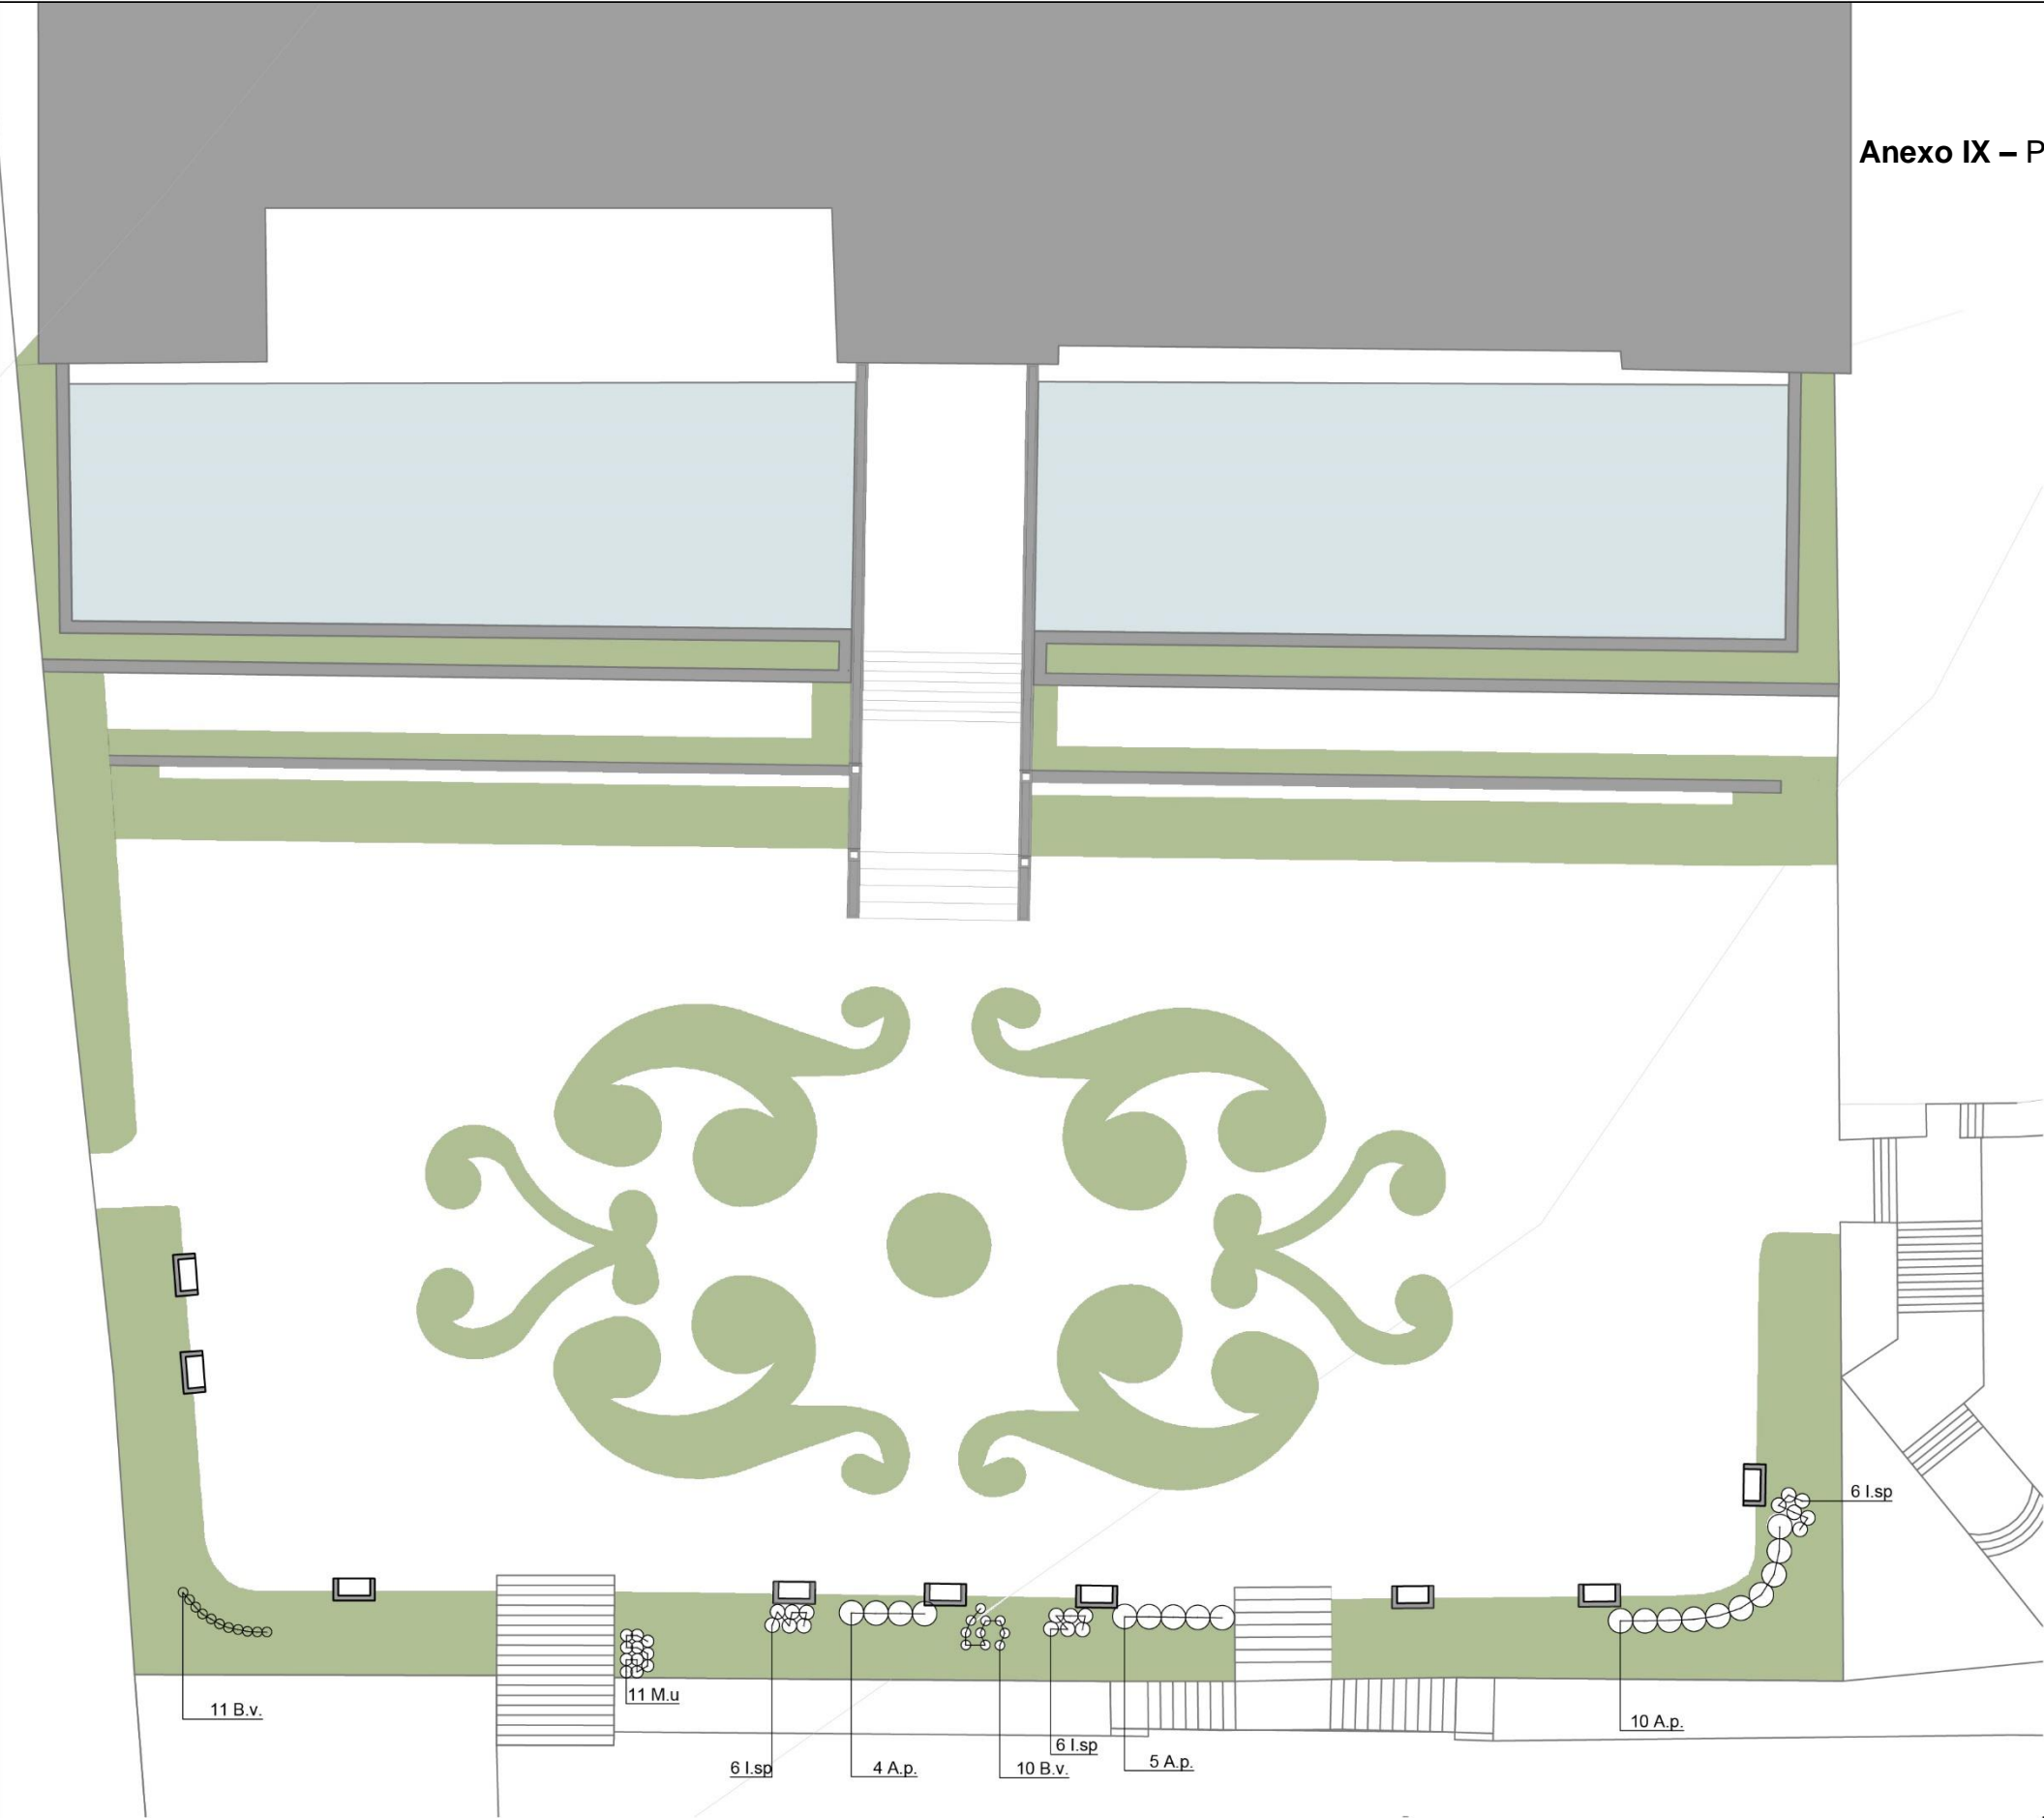 Anexo IX – P
6 I.sp
11 M.u
11 B.v.
10 A.p.
6 I.sp
5 A.p.
6 I.sp
4 A.p.
10 B.v.